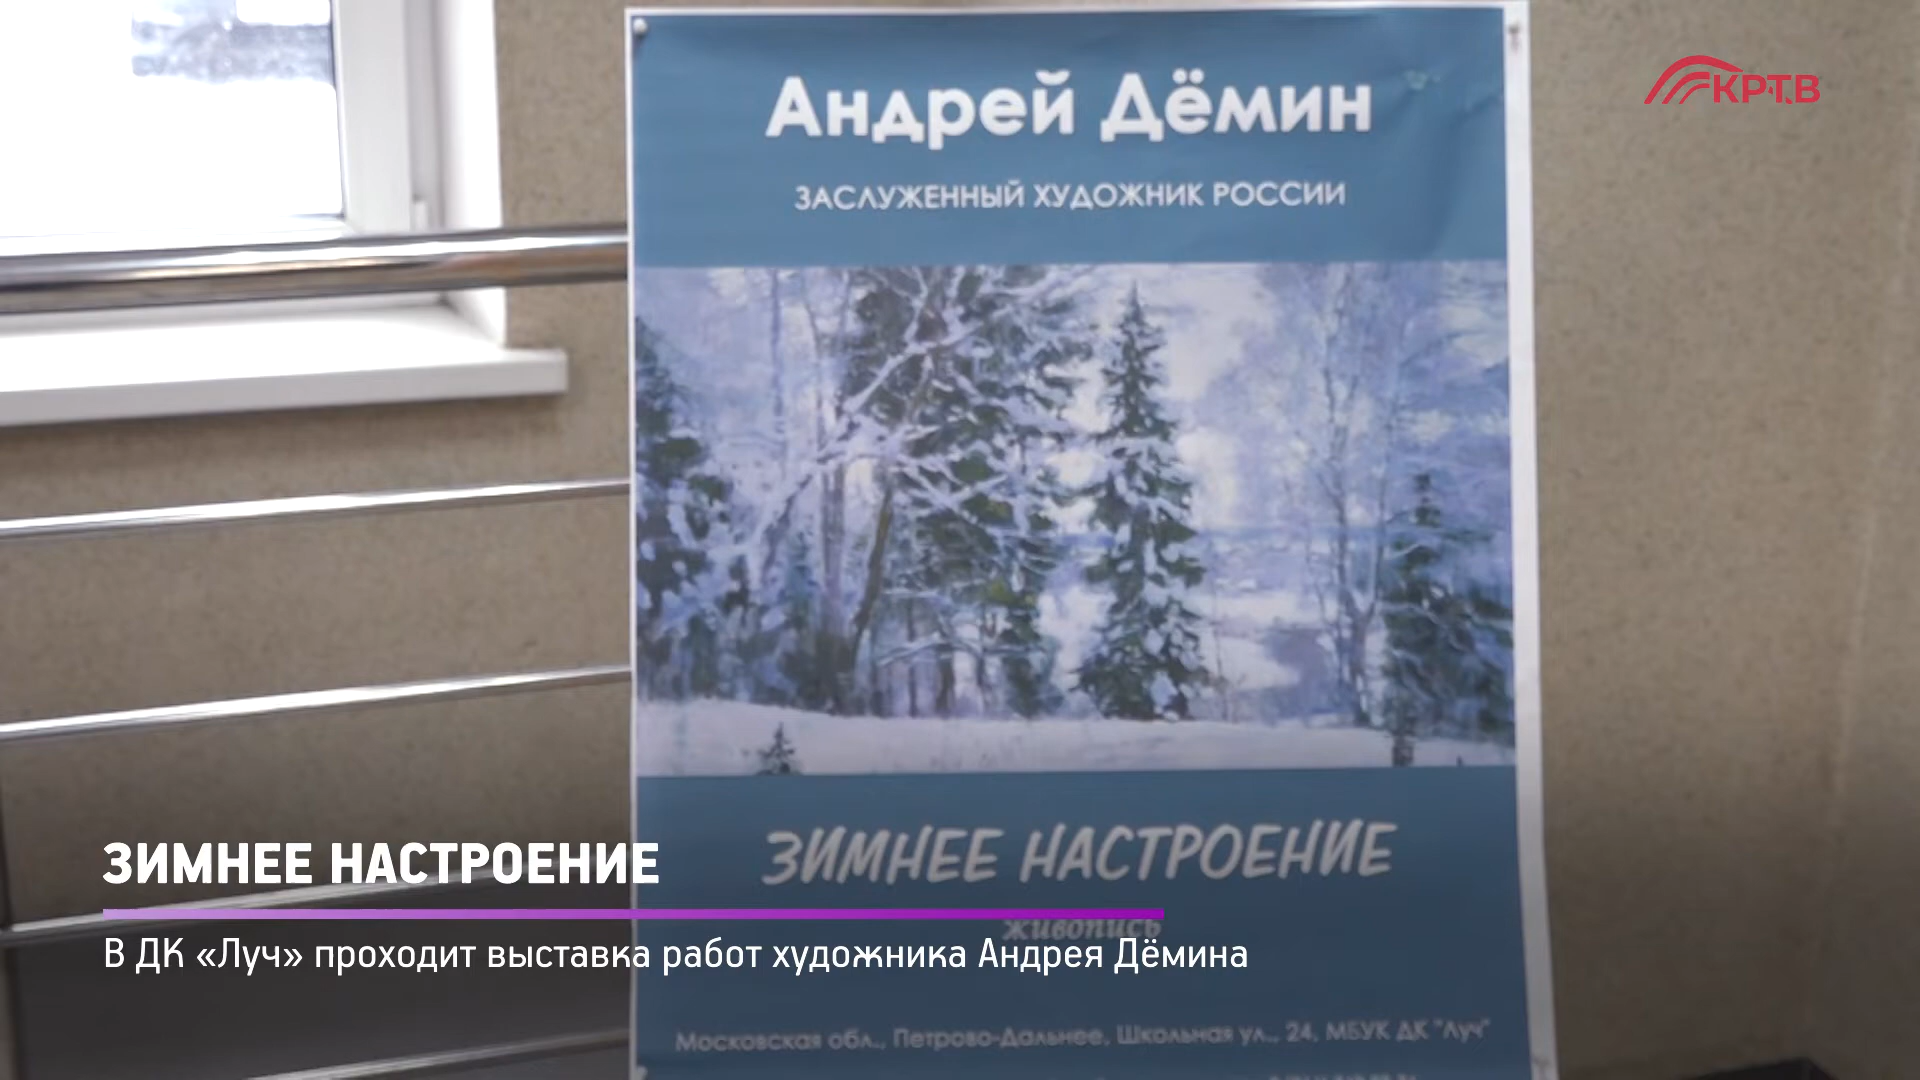 КРТВ
Андрей Дёмин
ЗАСЛУЖЕННЫЙ ХУДОЖНИК РОССИИ
ЗИМНЕЕ НАСТРОЕНИЕ
живопись
Московская обл., Петрово-Дальнее, Школьная ул., 24, МБУК ДК "Луч"
ЗИМНЕЕ НАСТРОЕНИЕ
В ДК «Луч» проходит выставка работ художника Андрея Дёмина